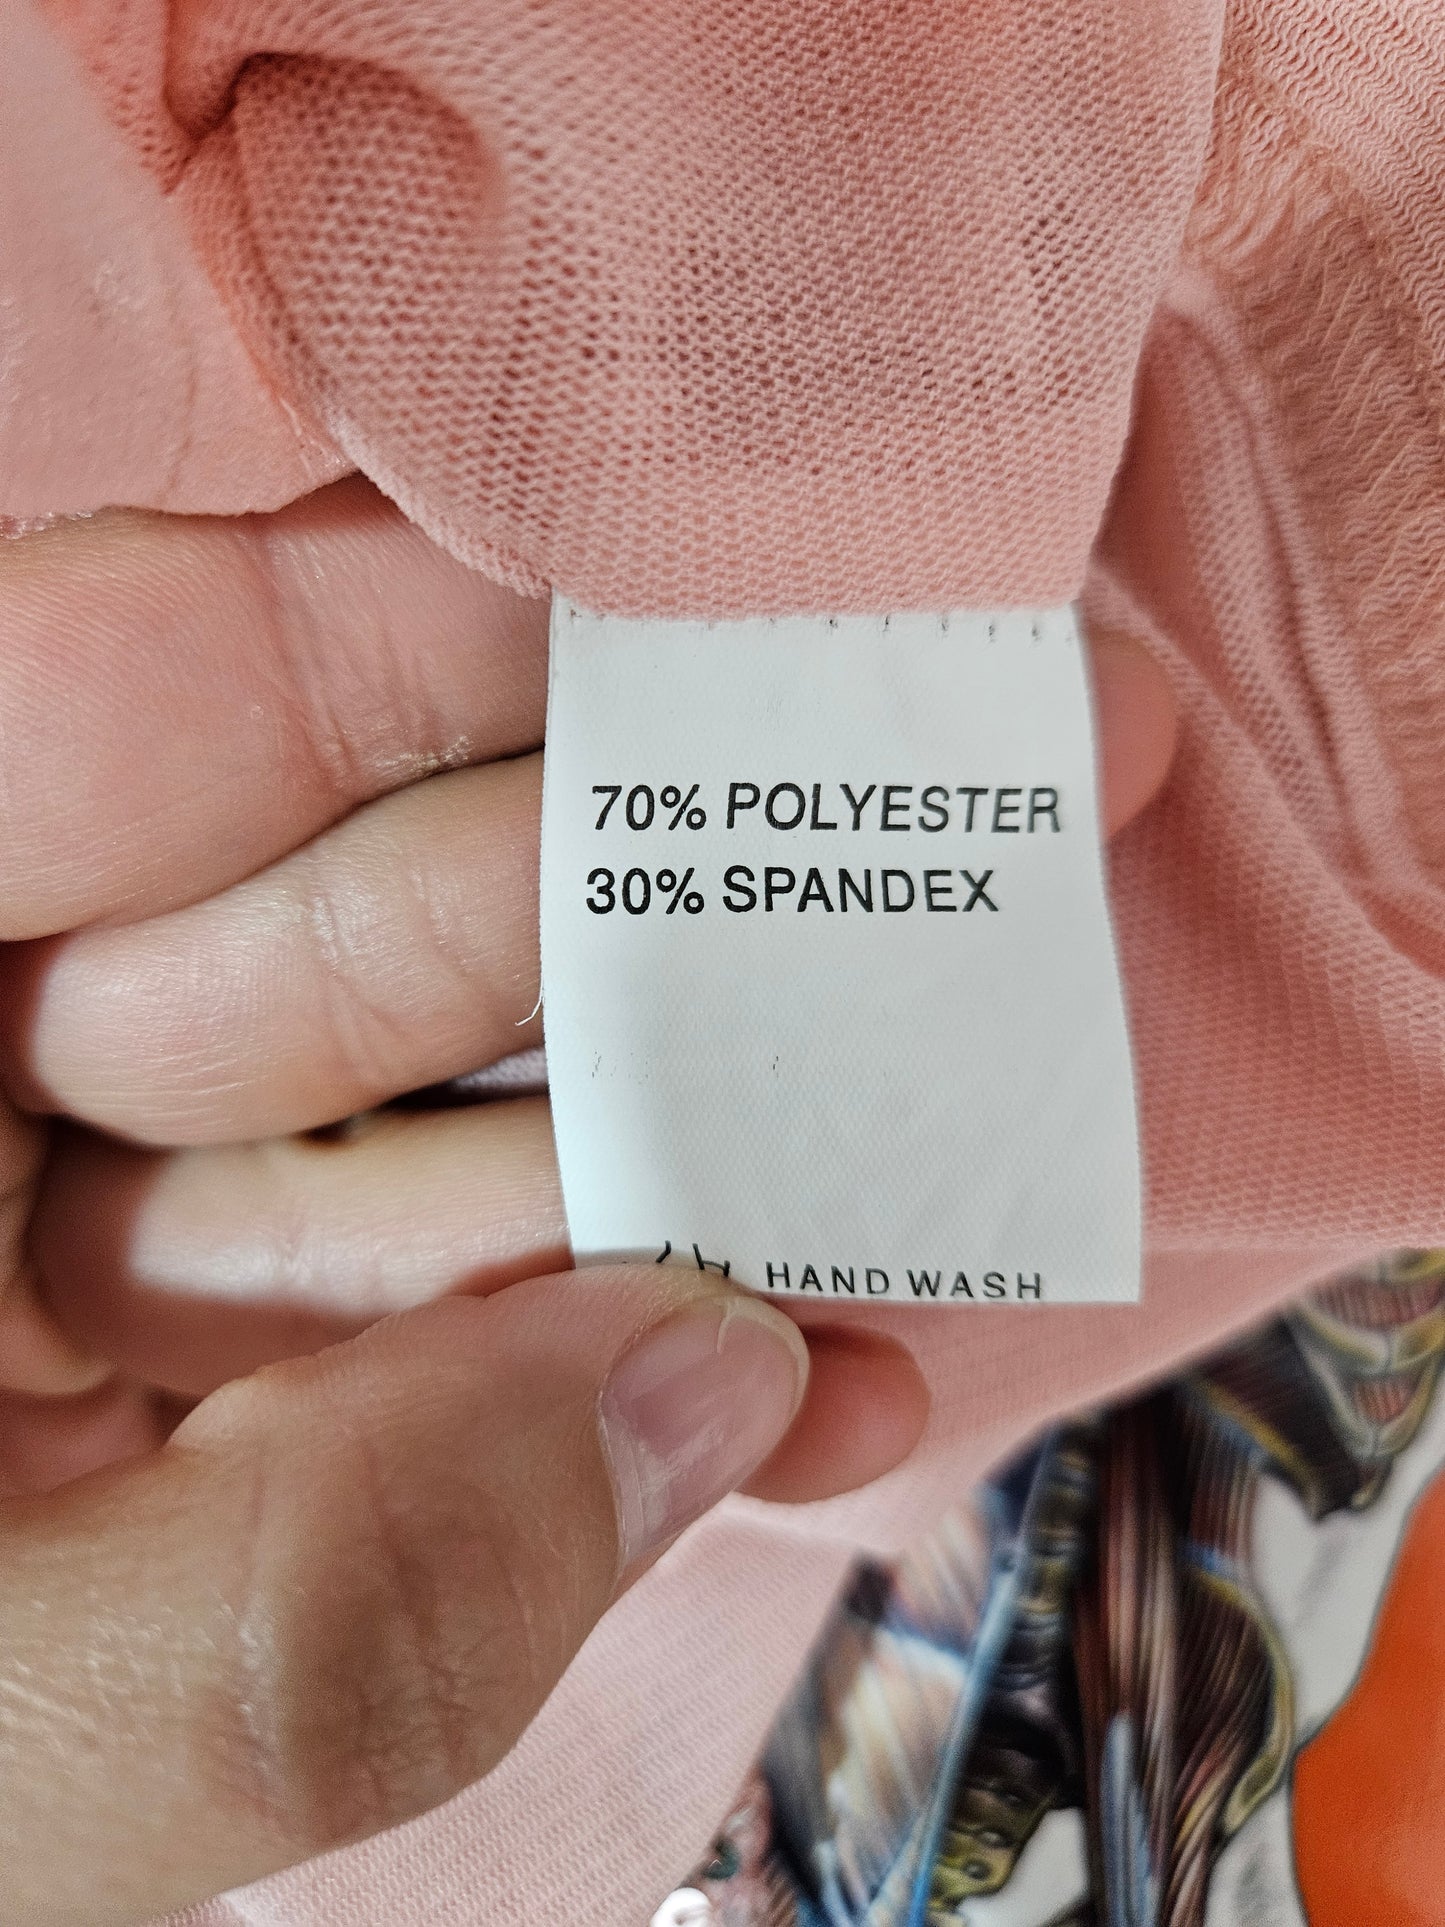 70% POLYESTER
30% SPANDEX
HAND WASH